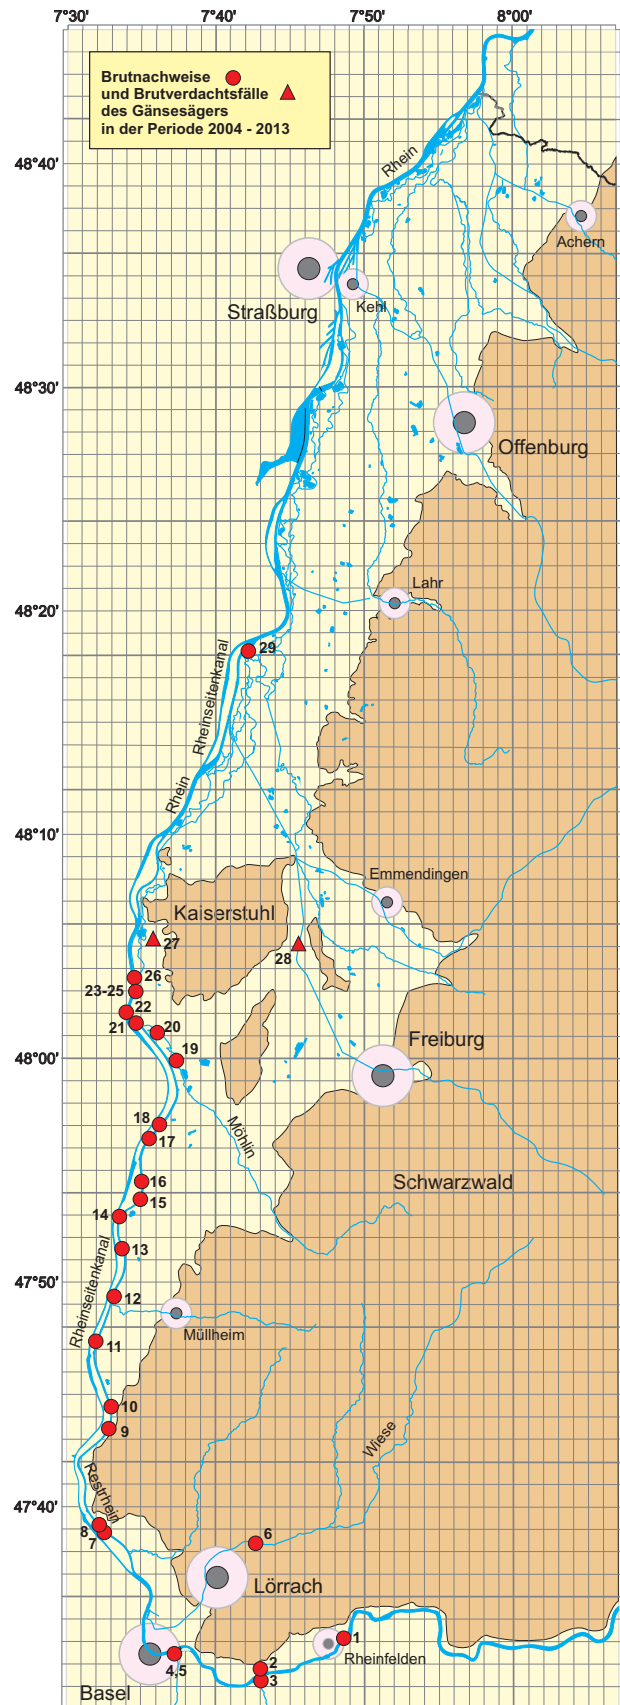 7°30' 7°40' 7°50' 8°00'
Brutnachweise
und Brutverdachtsfälle
des Gänsesägers
in der Periode 2004 - 2013
48°40'
Rhein
Achern
Straßburg
Kehl
48°30'
Offenburg
Lahr
48°20'
29
Rheinseitenkanal
Rhein
48°10'
Emmendingen
Kaiserstuhl
27
28
26
23-25
22
21
20
19
Freiburg
48°00'
18
17
Möhlin
16
15
Schwarzwald
14
13
Rheinseitenkanal
47°50'
12
Müllheim
11
10
9
Wiese
Restrhein
47°40'
8
7
6
Lörrach
1
Rheinfelden
2
3
4,5
Basel